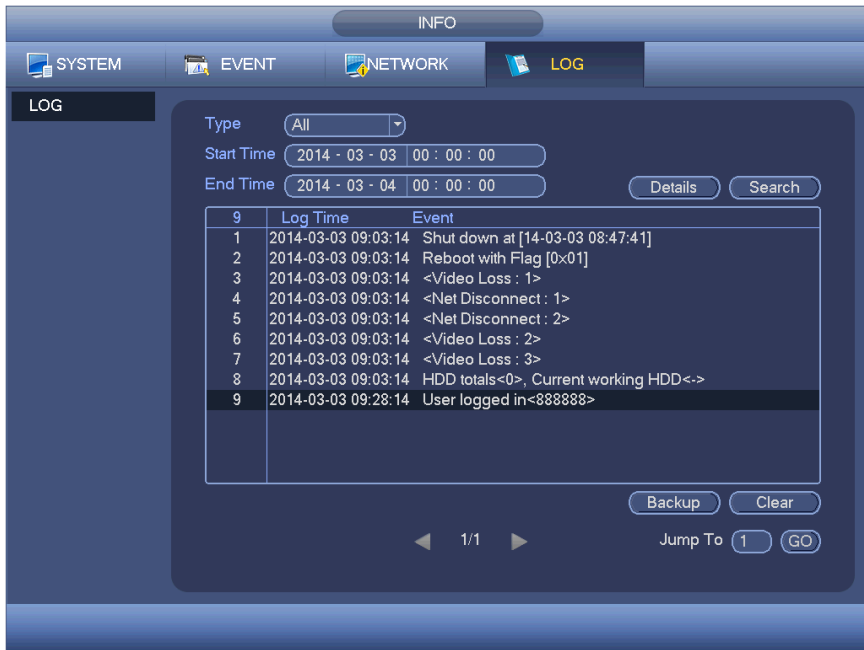 INFO
SYSTEM EVENT NETWORK LOG
LOG
Type All
Start Time 2014 - 03 - 03 00 : 00 : 00
End Time 2014 - 03 - 04 00 : 00 : 00 Details Search
9 Log Time Event
1 2014-03-03 09:03:14 Shut down at [14-03-03 08:47:41]
2 2014-03-03 09:03:14 Reboot with Flag [0x01]
3 2014-03-03 09:03:14 <Video Loss : 1>
4 2014-03-03 09:03:14 <Net Disconnect : 1>
5 2014-03-03 09:03:14 <Net Disconnect : 2>
6 2014-03-03 09:03:14 <Video Loss : 2>
7 2014-03-03 09:03:14 <Video Loss : 3>
8 2014-03-03 09:03:14 HDD totals<0>, Current working HDD<->
9 2014-03-03 09:28:14 User logged in<888888>
Backup Clear
1/1 Jump To 1 GO